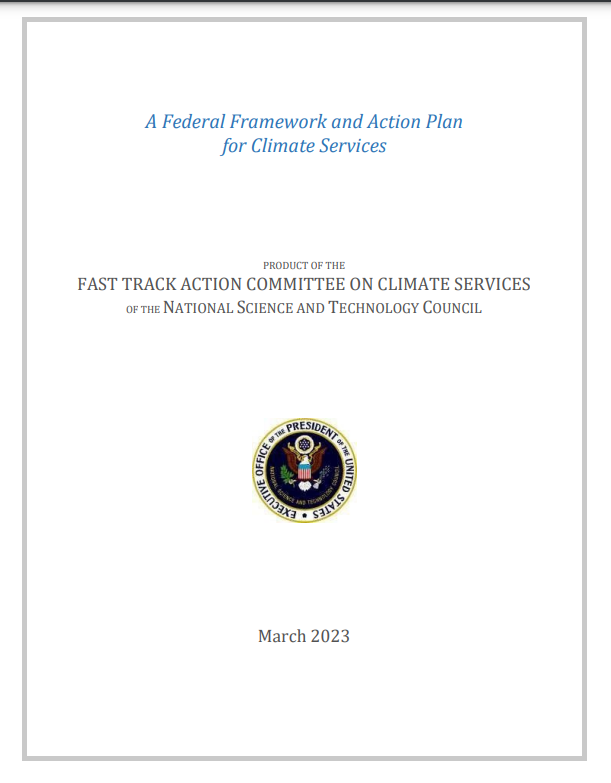 A Federal Framework and Action Plan
for Climate Services
PRODUCT OF THE
FAST TRACK ACTION COMMITTEE ON CLIMATE SERVICES
OF THE NATIONAL SCIENCE AND TECHNOLOGY COUNCIL
EXECUTIVE OFFICE OF THE PRESIDENT OF THE UNITED STATES
NATIONAL SCIENCE AND TECHNOLOGY COUNCIL
March 2023